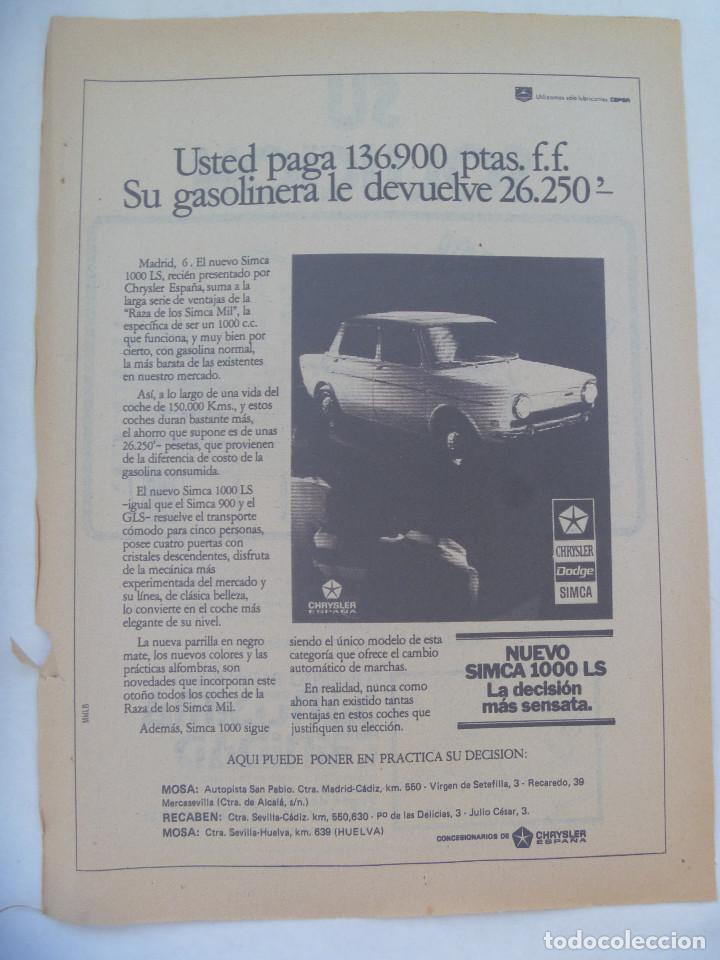 Utilizamos sólo lubricantes CEPSA
Usted paga 136.900 ptas. f.f.
Su gasolinera le devuelve 26.250'-
Madrid, 6. El nuevo Simca
1000 LS, recién presentado por
Chrysler España, suma a la
larga serie de ventajas de la
"Raza de los Simca Mil", la
específica de ser un 1000 c.c.
que funciona, y muy bien por
cierto, con gasolina normal,
la más barata de las existentes
en nuestro mercado.
Así, a lo largo de una vida del
coche de 150.000 Kms., y estos
coches duran bastante más,
el ahorro que supone es de unas
26.250'- pesetas, que provienen
de la diferencia de costo de la
gasolina consumida.
El nuevo Simca 1000 LS
-igual que el Simca 900 y el
GLS- resuelve el transporte
cómodo para cinco personas,
posee cuatro puertas con
cristales descendentes, disfruta
de la mecánica más
experimentada del mercado y
su línea, de clásica belleza,
lo convierte en el coche más
elegante de su nivel.
La nueva parrilla en negro
mate, los nuevos colores y las
prácticas alfombras, son
novedades que incorporan este
otoño todos los coches de la
Raza de los Simca Mil.
Además, Simca 1000 sigue
siendo el único modelo de esta
categoría que ofrece el cambio
automático de marchas.
En realidad, nunca como
ahora han existido tantas
ventajas en estos coches que
justifiquen su elección.
CHRYSLER
ESPAÑA
CHRYSLER
Dodge
SIMCA
NUEVO
SIMCA 1000 LS
La decisión
más sensata.
AQUI PUEDE PONER EN PRACTICA SU DECISION:
MOSA: Autopista San Pablo. Ctra. Madrid-Cádiz, km. 550 - Virgen de Setefilla, 3 - Recaredo, 39
Mercasevilla (Ctra. de Alcalá, s/n.)
RECABEN: Ctra. Sevilla-Cádiz. km, 550,630 - Pº de las Delicias, 3 - Julio César, 3.
MOSA: Ctra. Sevilla-Huelva, km. 639 (HUELVA)
CONCESIONARIOS DE CHRYSLER
ESPAÑA
todocoleccion.net